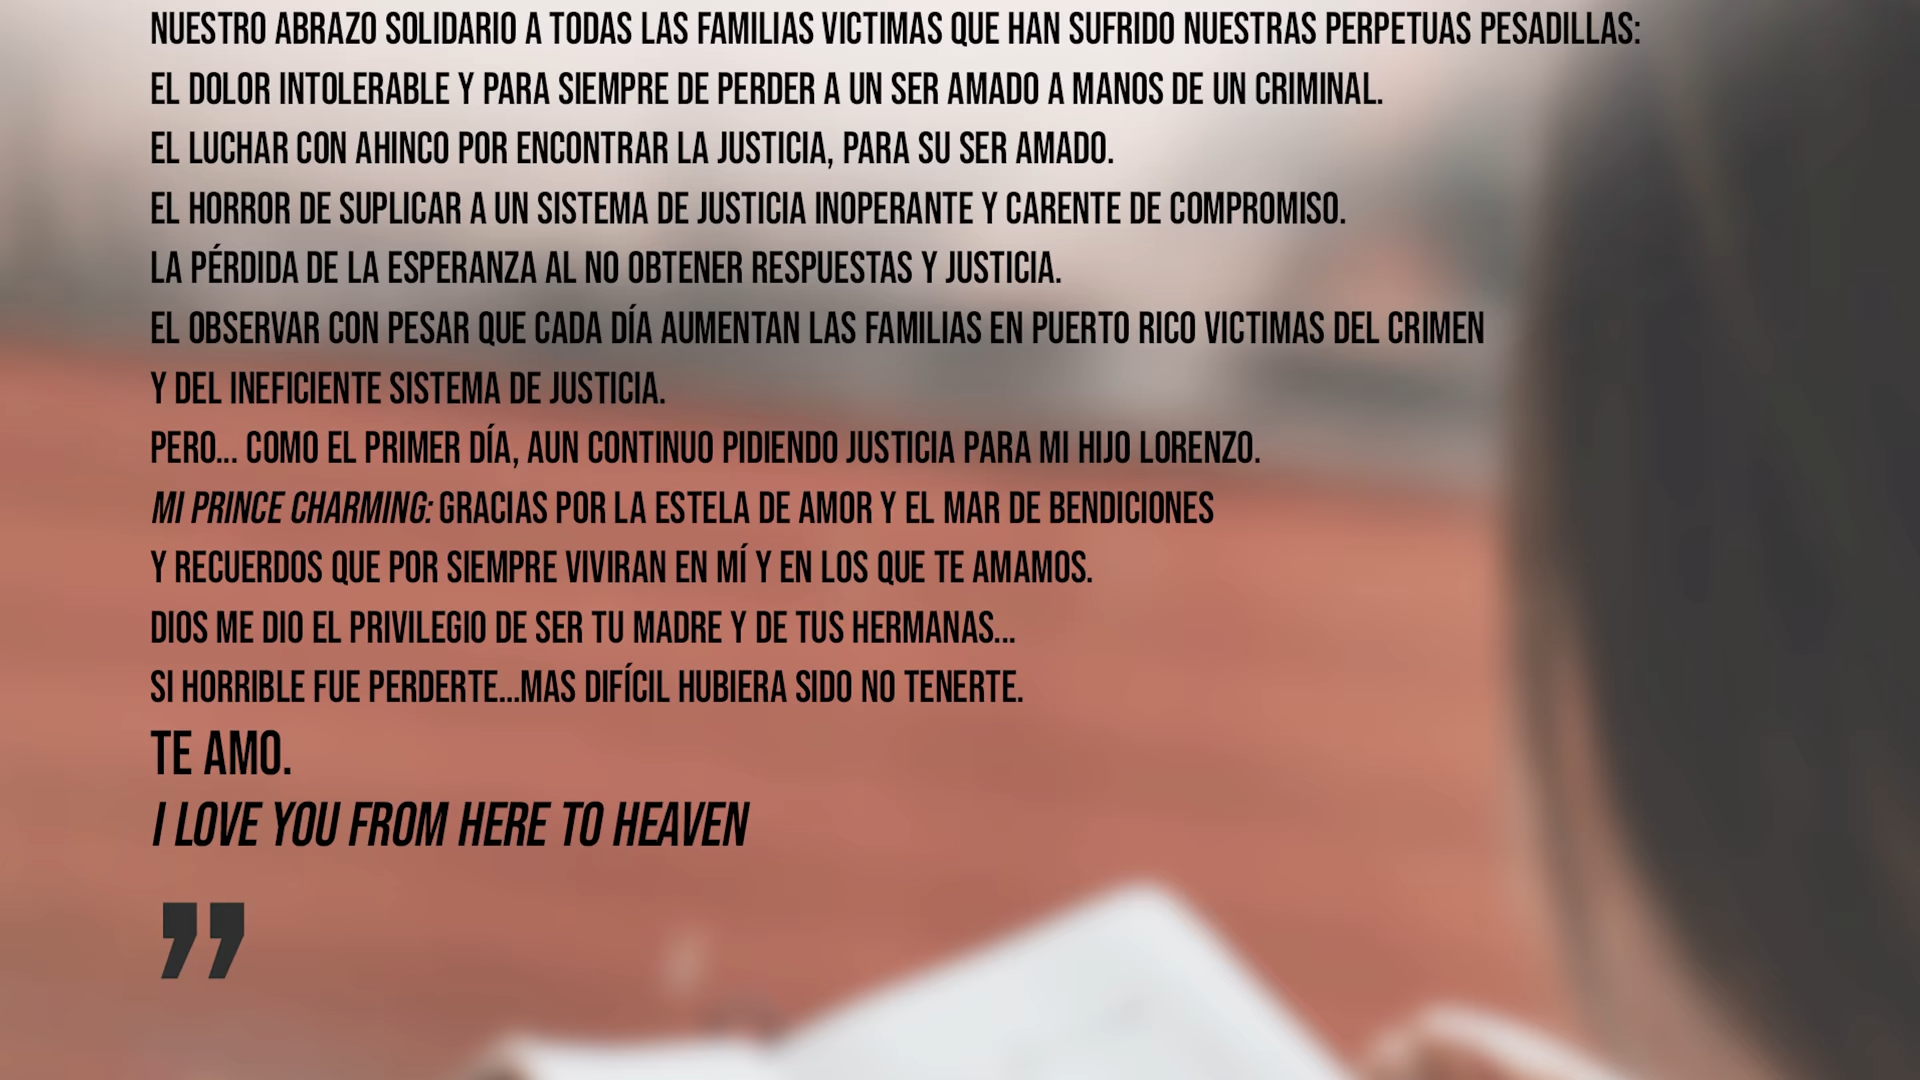 NUESTRO ABRAZO SOLIDARIO A TODAS LAS FAMILIAS VICTIMAS QUE HAN SUFRIDO NUESTRAS PERPETUAS PESADILLAS:
EL DOLOR INTOLERABLE Y PARA SIEMPRE DE PERDER A UN SER AMADO A MANOS DE UN CRIMINAL.
EL LUCHAR CON AHINCO POR ENCONTRAR LA JUSTICIA, PARA SU SER AMADO.
EL HORROR DE SUPLICAR A UN SISTEMA DE JUSTICIA INOPERANTE Y CARENTE DE COMPROMISO.
LA PÉRDIDA DE LA ESPERANZA AL NO OBTENER RESPUESTAS Y JUSTICIA.
EL OBSERVAR CON PESAR QUE CADA DÍA AUMENTAN LAS FAMILIAS EN PUERTO RICO VICTIMAS DEL CRIMEN
Y DEL INEFICIENTE SISTEMA DE JUSTICIA.
PERO... COMO EL PRIMER DÍA, AUN CONTINUO PIDIENDO JUSTICIA PARA MI HIJO LORENZO.
MI PRINCE CHARMING: GRACIAS POR LA ESTELA DE AMOR Y EL MAR DE BENDICIONES
Y RECUERDOS QUE POR SIEMPRE VIVIRAN EN MÍ Y EN LOS QUE TE AMAMOS.
DIOS ME DIO EL PRIVILEGIO DE SER TU MADRE Y DE TUS HERMANAS...
SI HORRIBLE FUE PERDERTE...MAS DIFÍCIL HUBIERA SIDO NO TENERTE.
TE AMO.
I LOVE YOU FROM HERE TO HEAVEN
”